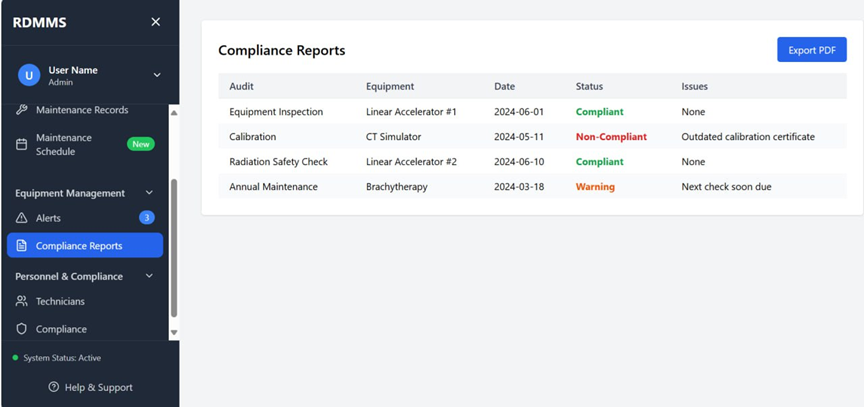 RDMMS
U
User Name
Admin
Maintenance Records
Maintenance
Schedule
New
Equipment Management
Alerts
3
Compliance Reports
Personnel & Compliance
Technicians
Compliance
System Status: Active
Help & Support
Compliance Reports
Export PDF
Audit Equipment Date Status Issues
Equipment Inspection Linear Accelerator #1 2024-06-01 Compliant None
Calibration CT Simulator 2024-05-11 Non-Compliant Outdated calibration certificate
Radiation Safety Check Linear Accelerator #2 2024-06-10 Compliant None
Annual Maintenance Brachytherapy 2024-03-18 Warning Next check soon due